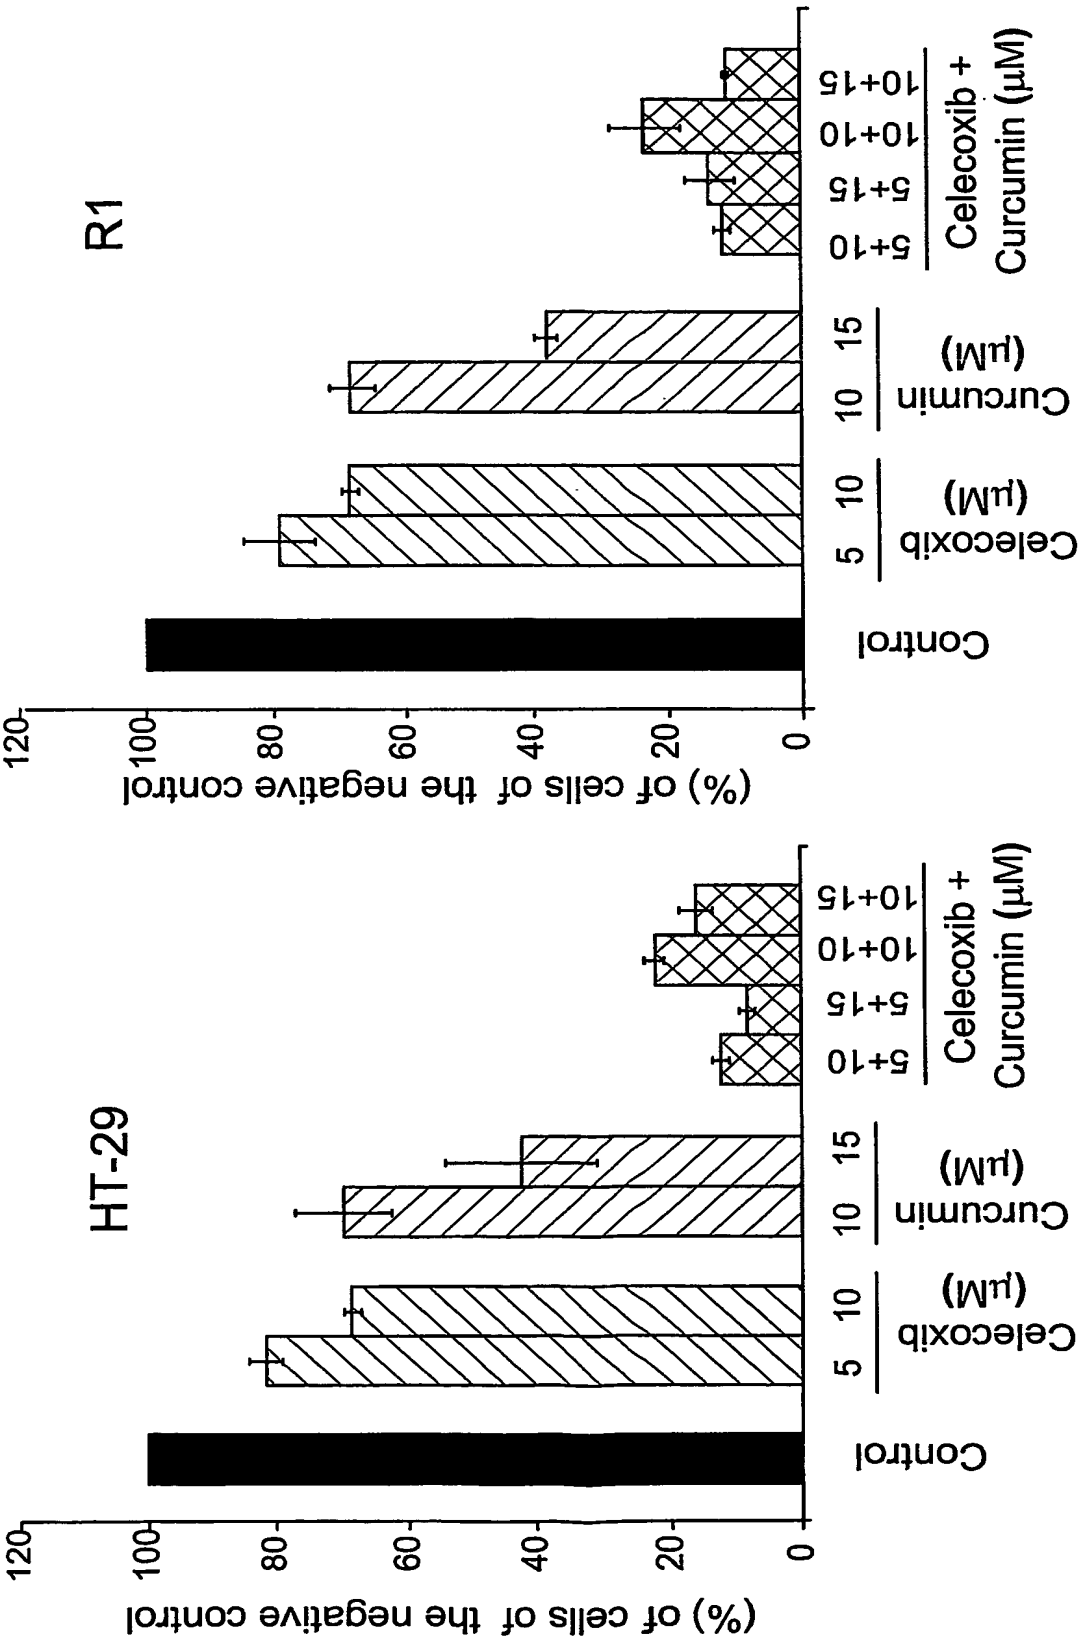 HT-29
120
100
80
60
40
20
0
(%) of cells of the negative control
Control
5 10
Celecoxib
(µM)
10 15
Curcumin
(µM)
5+10 5+15 10+10 10+15
Celecoxib +
Curcumin (µM)
R1
120
100
80
60
40
20
0
(%) of cells of the negative control
Control
5 10
Celecoxib
(µM)
10 15
Curcumin
(µM)
5+10 5+15 10+10 10+15
Celecoxib +
Curcumin (µM)